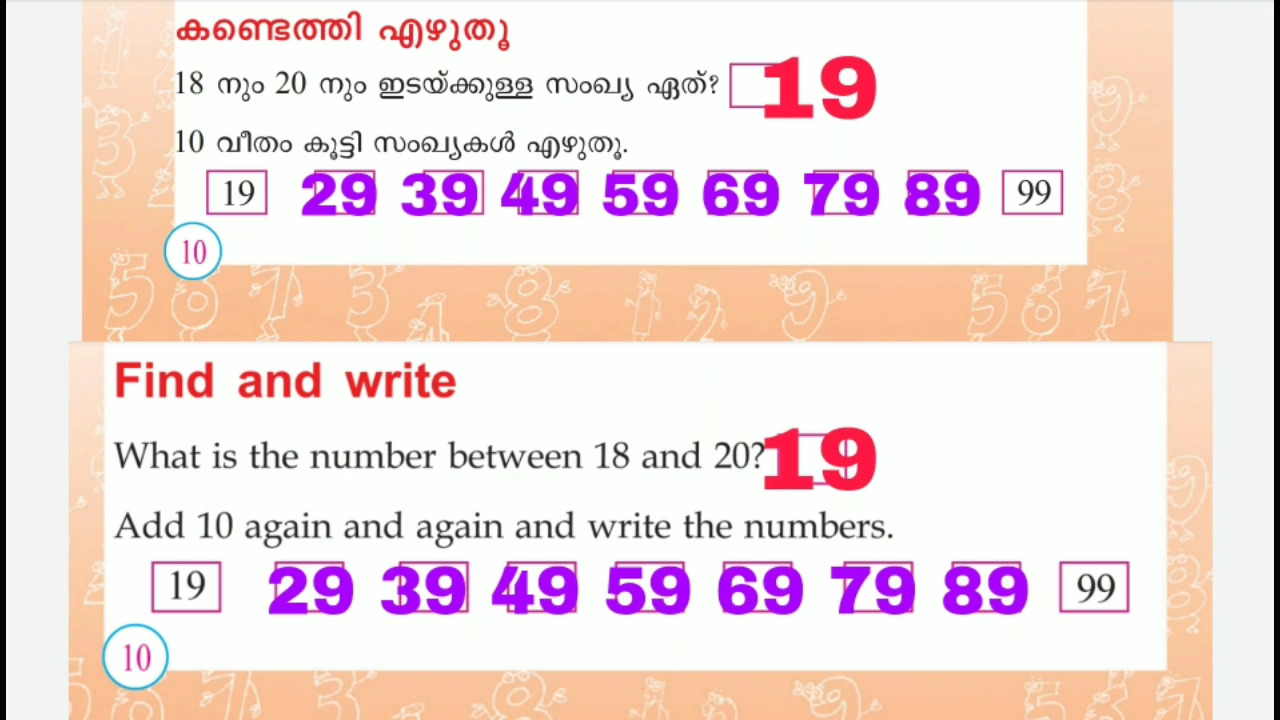 കണ്ടെത്തി എഴുതൂ
18 നും 20 നും ഇടയ്ക്കുള്ള സംഖ്യ ഏത്? 19
10 വീതം കൂട്ടി സംഖ്യകൾ എഴുതൂ.
19 29 39 49 59 69 79 89 99
10
Find and write
What is the number between 18 and 20? 19
Add 10 again and again and write the numbers.
19 29 39 49 59 69 79 89 99
10